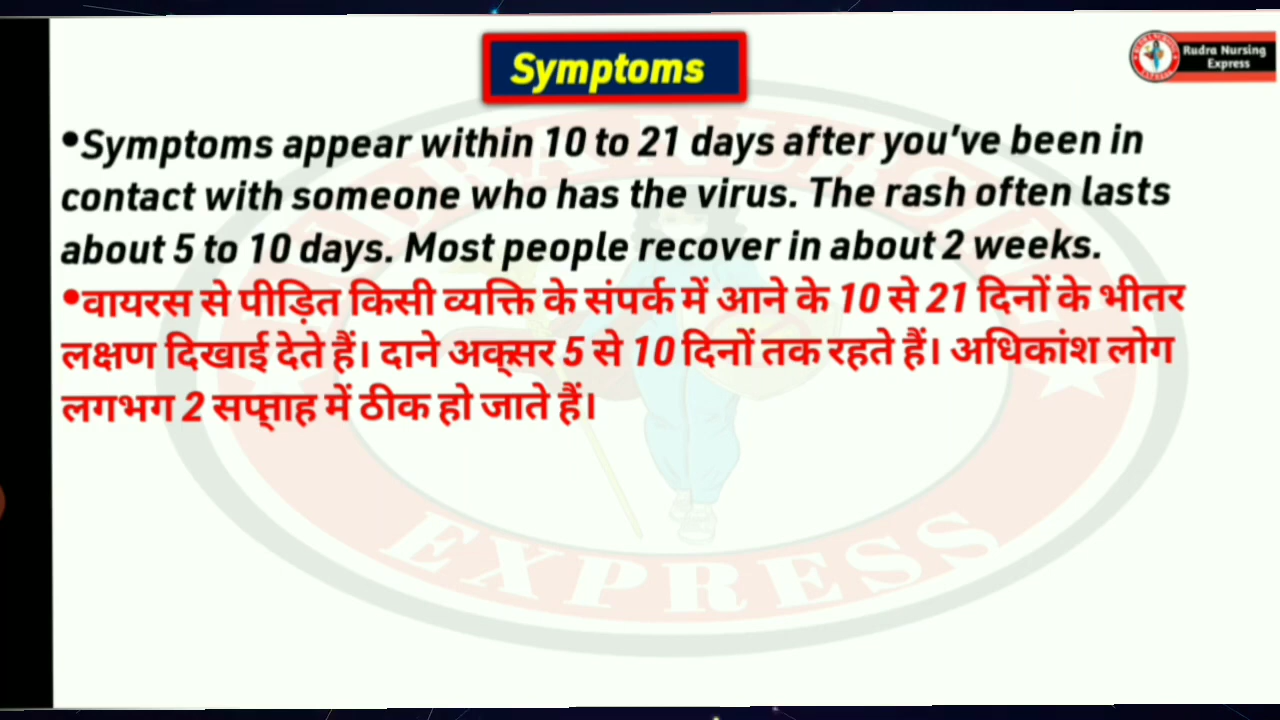 Symptoms
Rudra Nursing
Express
•Symptoms appear within 10 to 21 days after you've been in
contact with someone who has the virus. The rash often lasts
about 5 to 10 days. Most people recover in about 2 weeks.
•वायरस से पीड़ित किसी व्यक्ति के संपर्क में आने के 10 से 21 दिनों के भीतर
लक्षण दिखाई देते हैं। दाने अक्सर 5 से 10 दिनों तक रहते हैं। अधिकांश लोग
लगभग 2 सप्ताह में ठीक हो जाते हैं।
EXPRESS